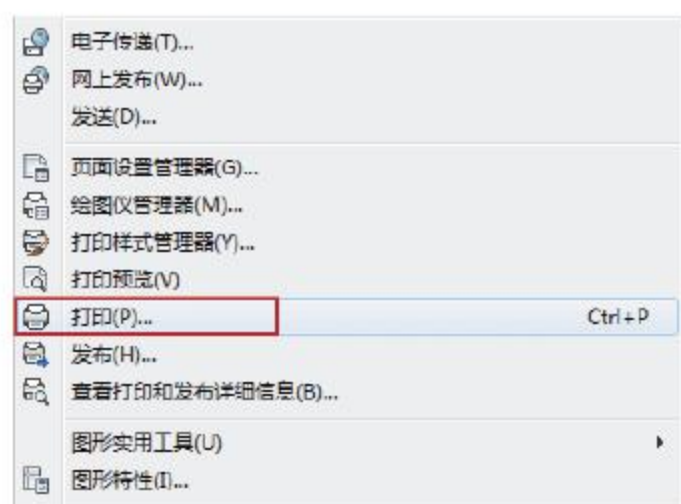 电子传递(T)...
网上发布(W)...
发送(D)...
页面设置管理器(G)...
绘图仪管理器(M)...
打印样式管理器(Y)...
打印预览(V)
打印(P)... Ctrl+P
发布(H)...
查看打印和发布详细信息(B)...
图形实用工具(U)
图形特性(I)...